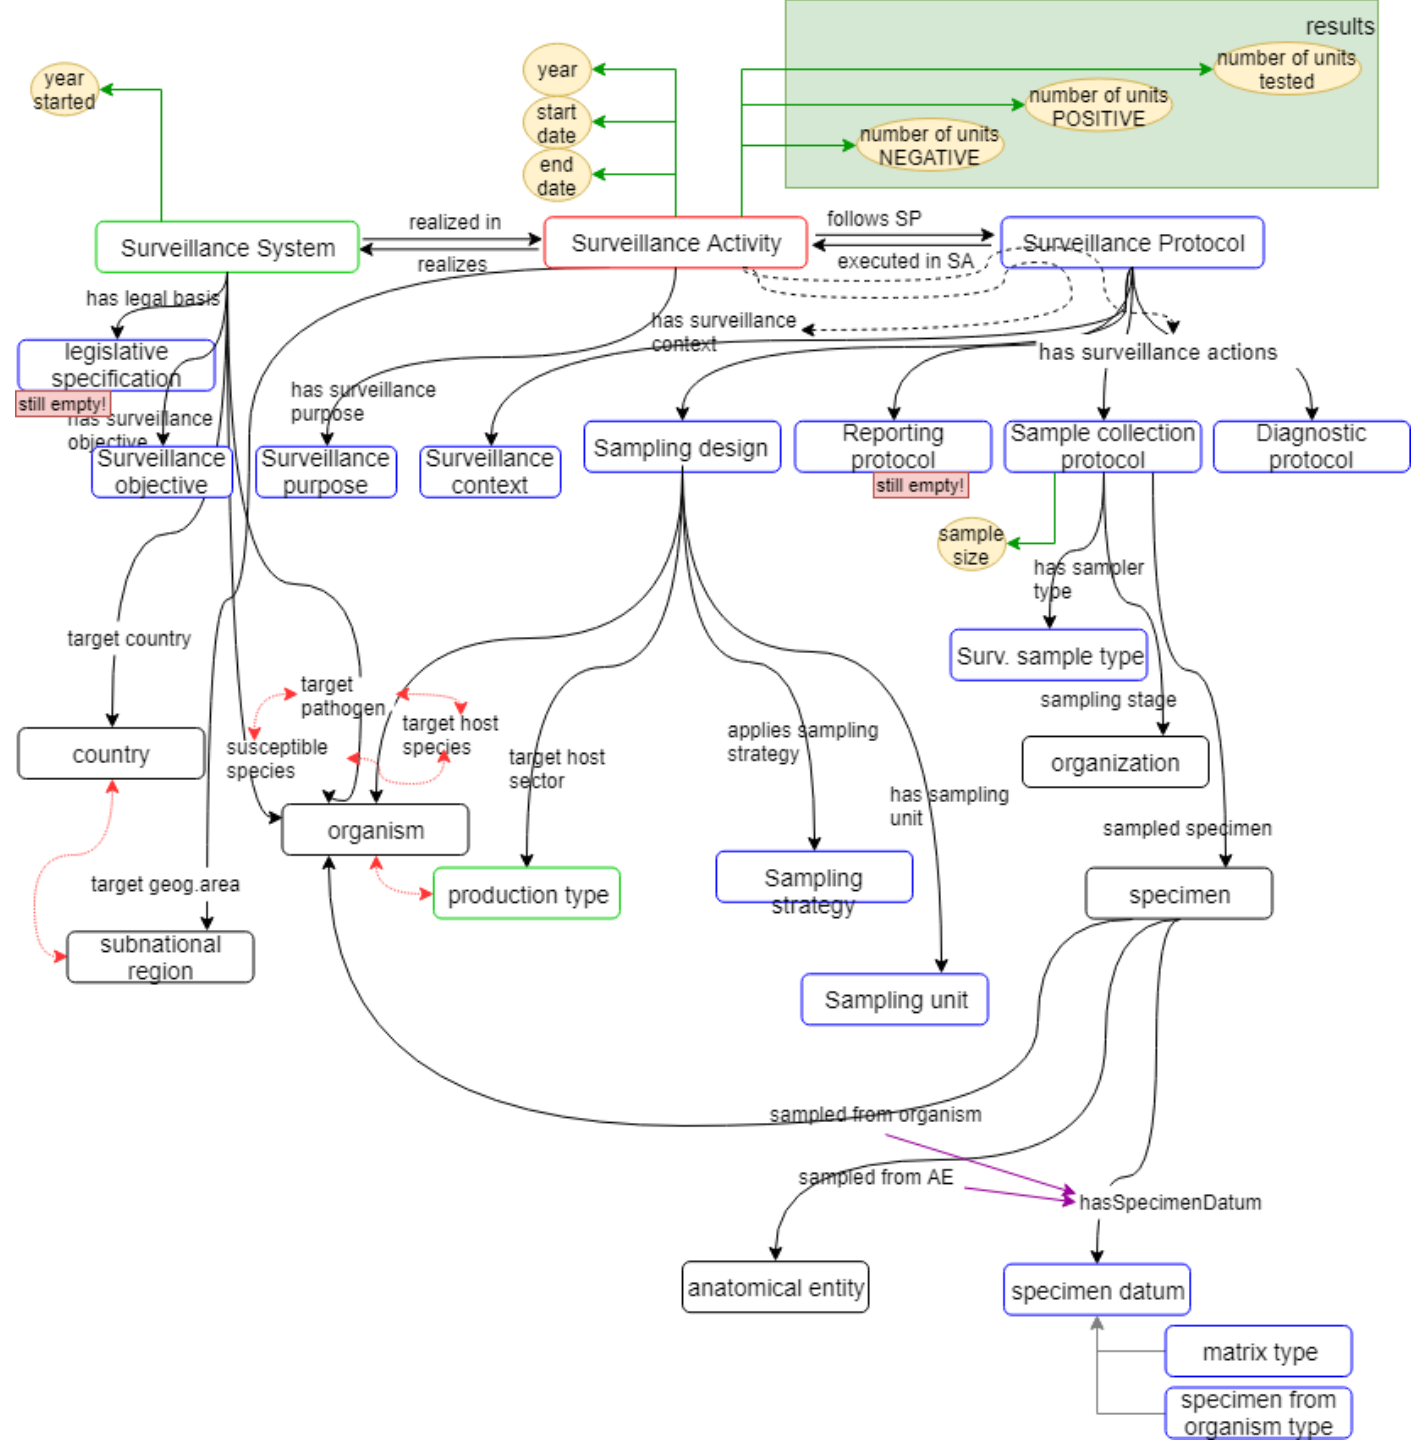 results
year
started
year
start
date
end
date
number of units
tested
number of units
POSITIVE
number of units
NEGATIVE
Surveillance System
realized in
realizes
Surveillance Activity
follows SP
executed in SA
Surveillance Protocol
has legal basis
legislative
specification
still empty!
has surveillance
objective
Surveillance
objective
has surveillance
purpose
Surveillance
purpose
has surveillance
context
Surveillance
context
has surveillance actions
Sampling design
Reporting
protocol
still empty!
Sample collection
protocol
Diagnostic
protocol
sample
size
has sampler
type
Surv. sample type
sampling stage
organization
target country
country
target
pathogen
target host
species
susceptible
species
organism
target host
sector
production type
applies sampling
strategy
Sampling
strategy
has sampling
unit
Sampling unit
sampled specimen
specimen
target geog.area
subnational
region
sampled from organism
sampled from AE
hasSpecimenDatum
anatomical entity
specimen datum
matrix type
specimen from
organism type